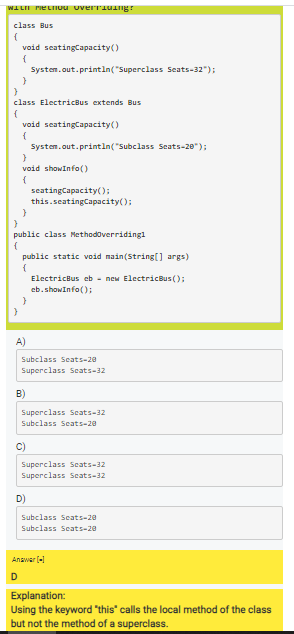 with Method Overriding?
class Bus
{
void seatingCapacity()
{
System.out.println("Superclass Seats=32");
}
}
class ElectricBus extends Bus
{
void seatingCapacity()
{
System.out.println("Subclass Seats=20");
}
void showInfo()
{
seatingCapacity();
this.seatingCapacity();
}
}
public class MethodOverriding1
{
public static void main(String[] args)
{
ElectricBus eb = new ElectricBus();
eb.showInfo();
}
}
A)
Subclass Seats=20
Superclass Seats=32
B)
Superclass Seats=32
Subclass Seats=20
C)
Superclass Seats=32
Superclass Seats=32
D)
Subclass Seats=20
Subclass Seats=20
Answer [=]
D
Explanation:
Using the keyword "this" calls the local method of the class
but not the method of a superclass.